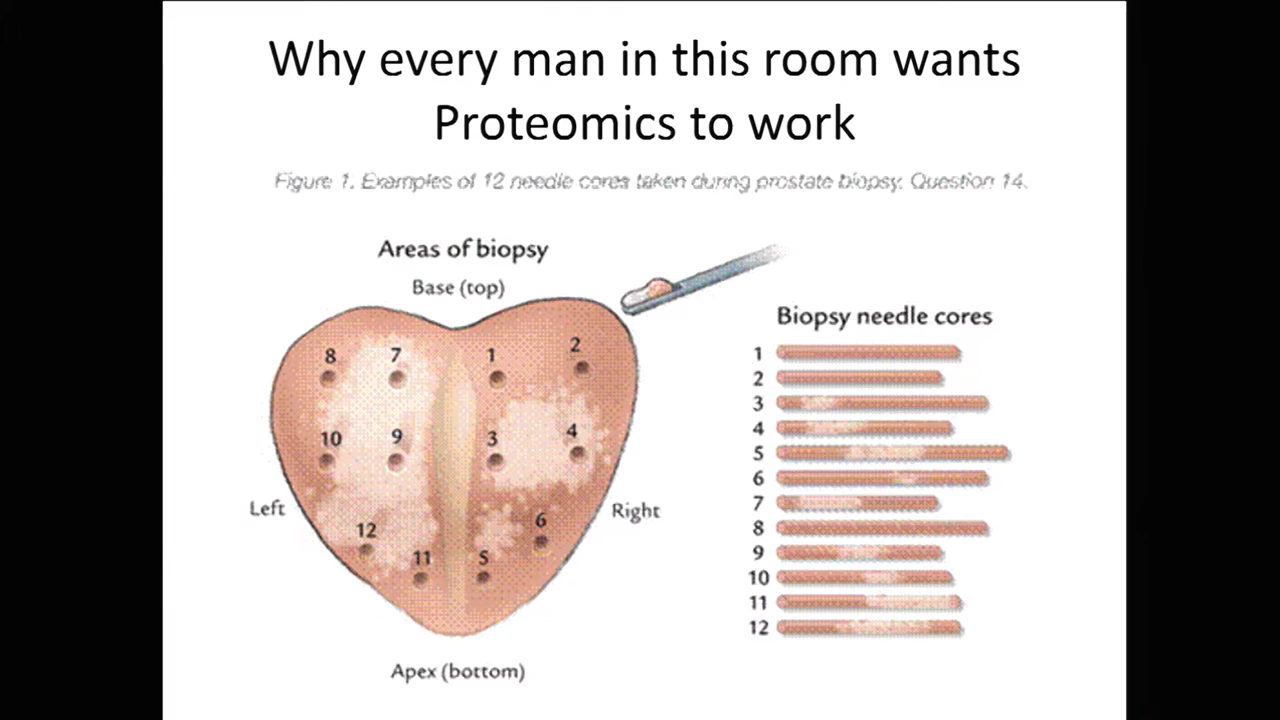 Why every man in this room wants
Proteomics to work
Figure 1. Examples of 12 needle cores taken during prostate biopsy. Question 14.
Areas of biopsy
Base (top)
Biopsy needle cores
8 7 1 2
10 9 3 4
Left
Right
12 11 5 6
Apex (bottom)
1
2
3
4
5
6
7
8
9
10
11
12